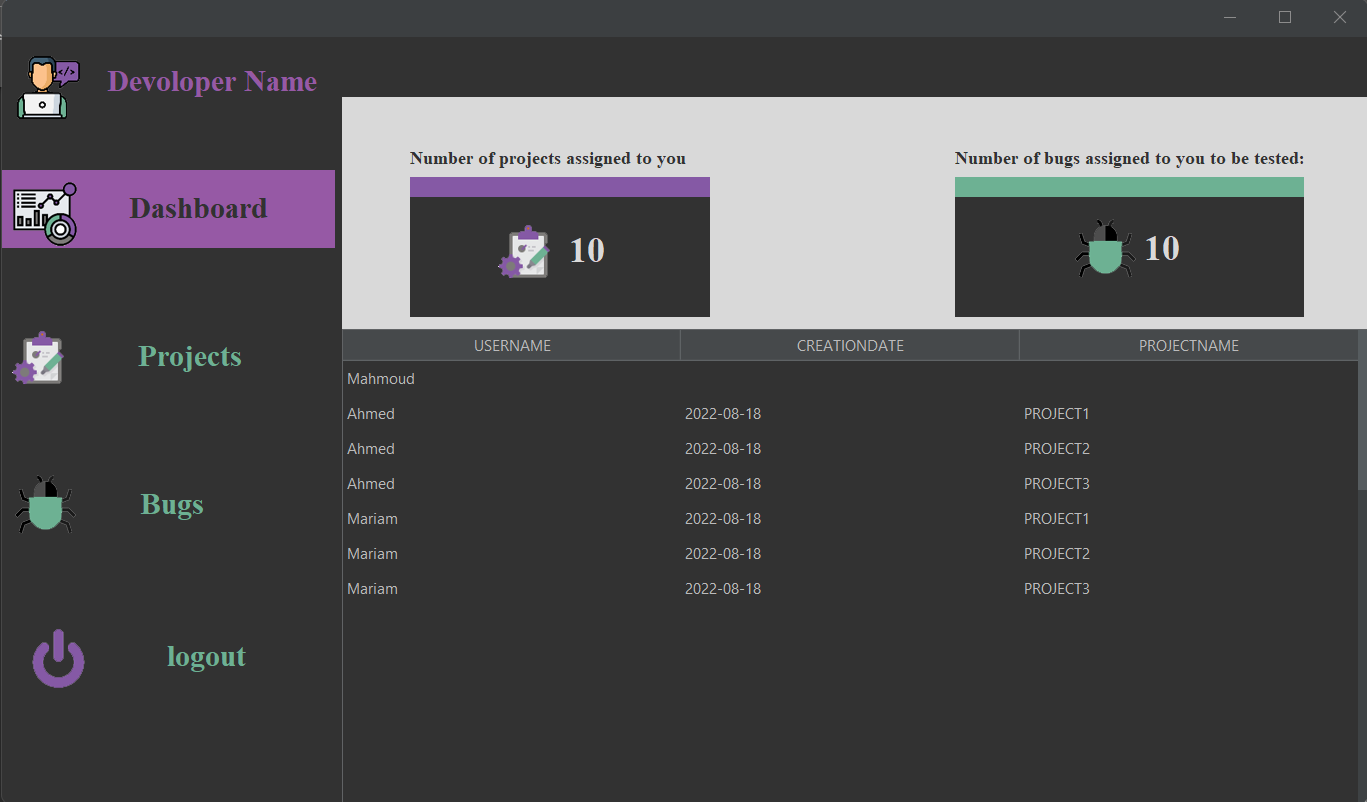 Devoloper Name
Dashboard
Projects
Bugs
logout
Number of projects assigned to you
10
Number of bugs assigned to you to be tested:
10
USERNAME CREATIONDATE PROJECTNAME
Mahmoud
Ahmed 2022-08-18 PROJECT1
Ahmed 2022-08-18 PROJECT2
Ahmed 2022-08-18 PROJECT3
Mariam 2022-08-18 PROJECT1
Mariam 2022-08-18 PROJECT2
Mariam 2022-08-18 PROJECT3